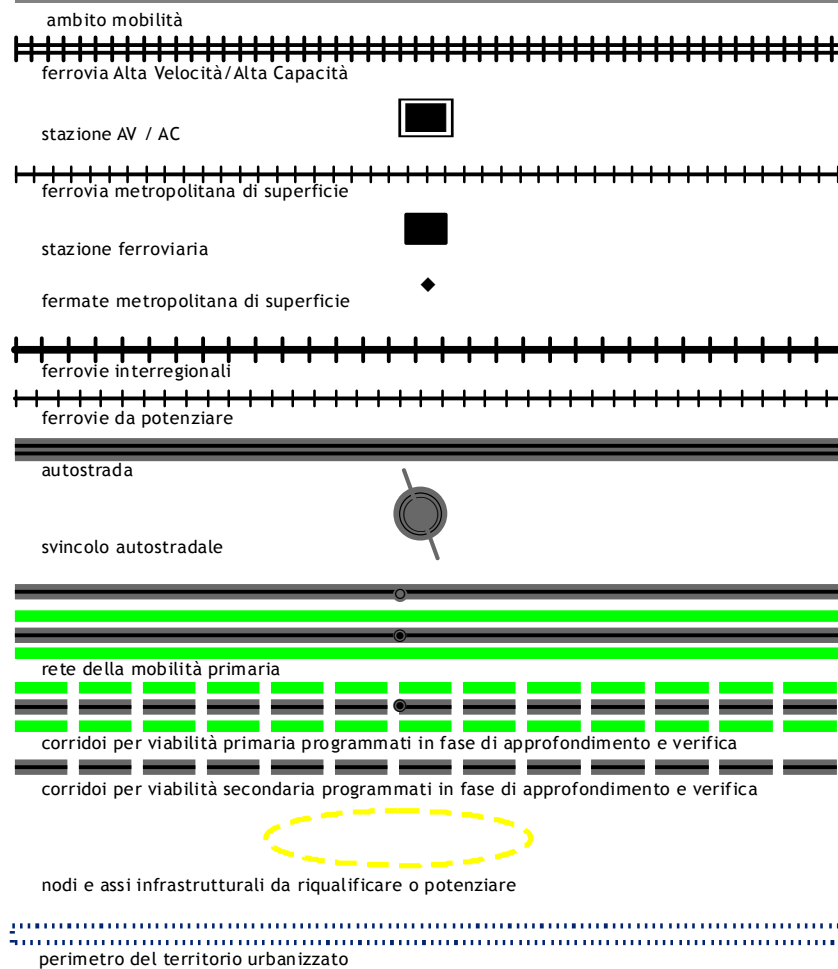 ambito mobilità
ferrovia Alta Velocità/Alta Capacità
stazione AV / AC
ferrovia metropolitana di superficie
stazione ferroviaria
fermate metropolitana di superficie
ferrovie interregionali
ferrovie da potenziare
autostrada
svincolo autostradale
rete della mobilità primaria
corridoi per viabilità primaria programmati in fase di approfondimento e verifica
corridoi per viabilità secondaria programmati in fase di approfondimento e verifica
nodi e assi infrastrutturali da riqualificare o potenziare
perimetro del territorio urbanizzato